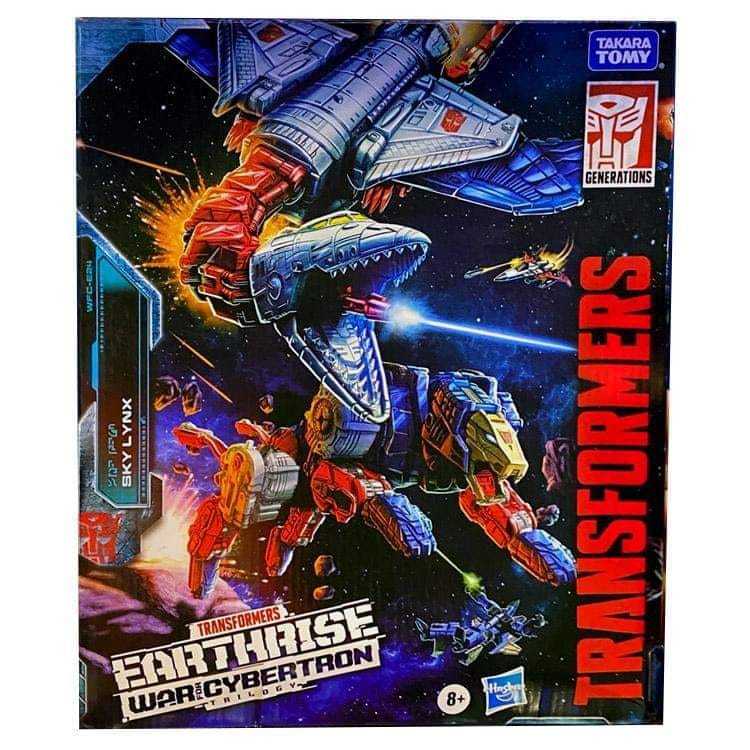 TAKARA
TOMY
GENERATIONS
TRANSFORMERS
WFC-E24
SKY LYNX
TRANSFORMERS
EARTHRISE
WAR FOR CYBERTRON
TRILOGY
8+
Hasbro